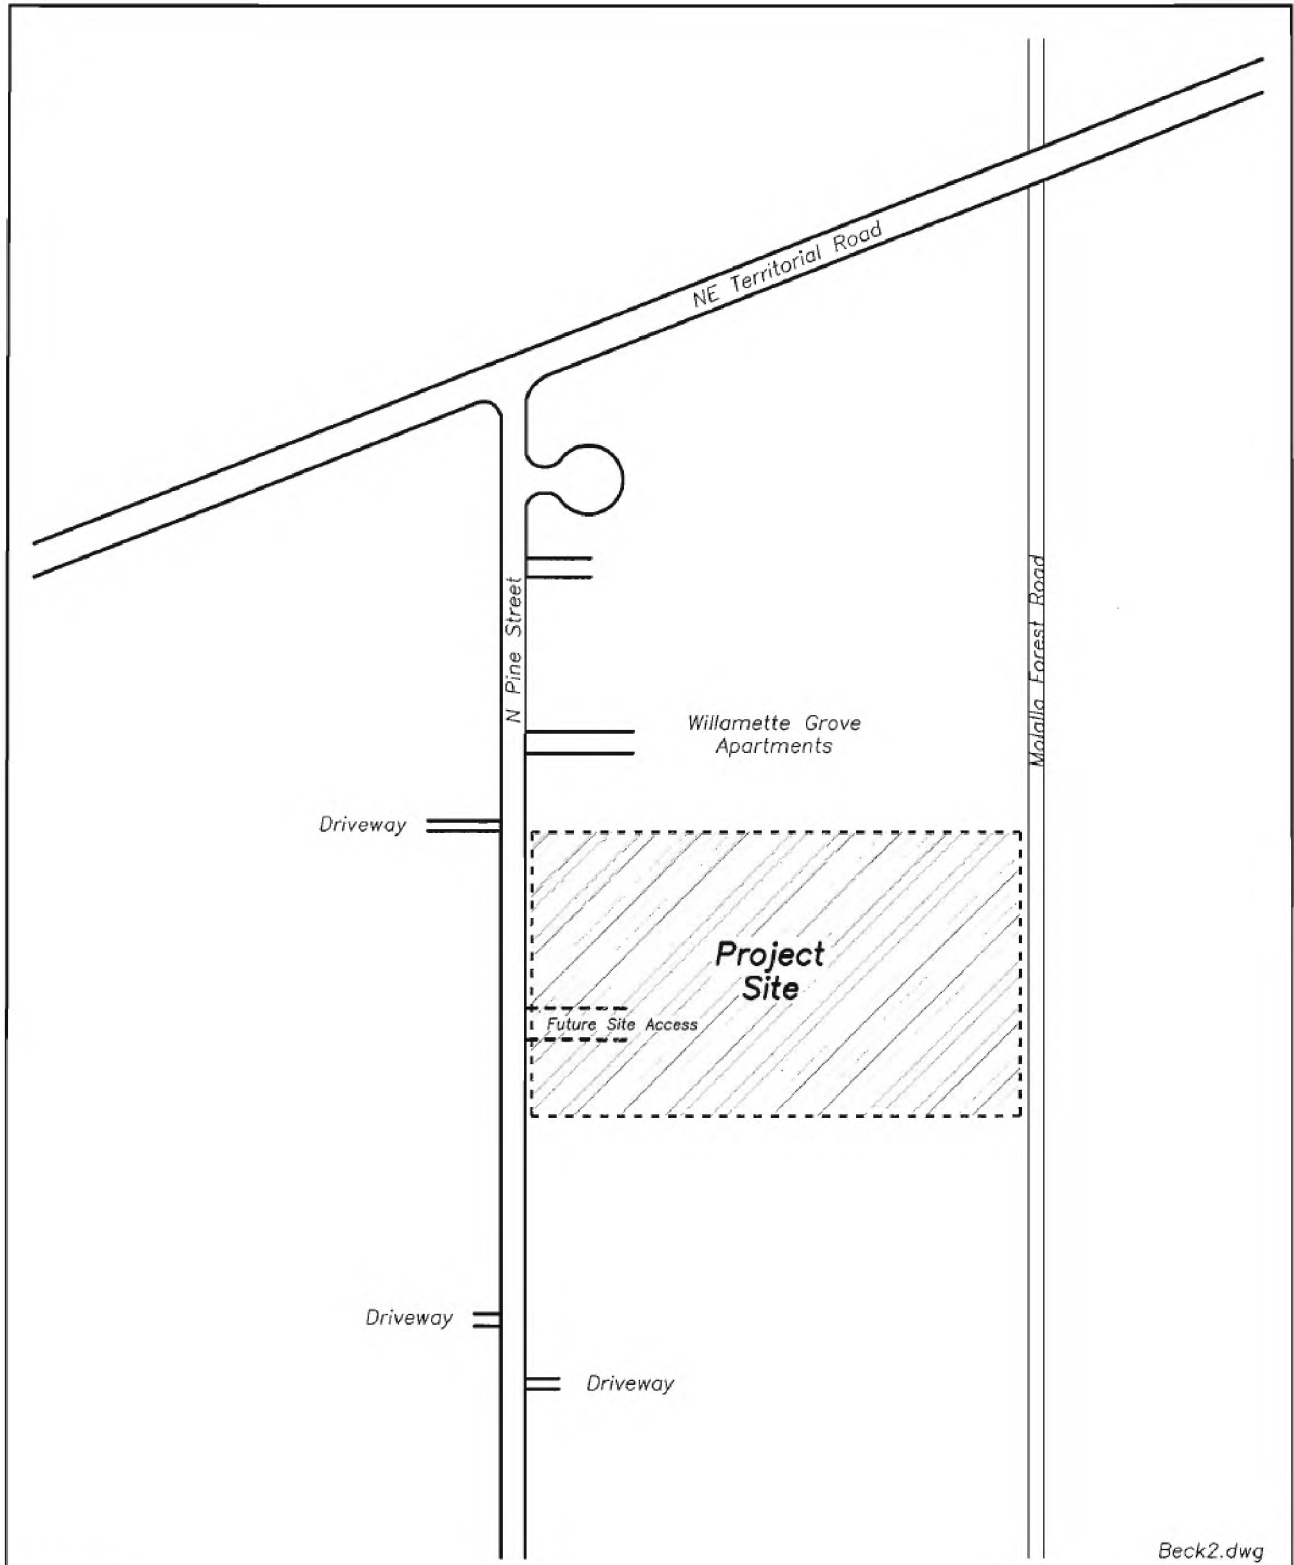 NE Territorial Road
N Pine Street
Molalla Forest Road
Willamette Grove
Apartments
Driveway
Project
Site
Future Site Access
Driveway
Driveway
Beck2.dwg